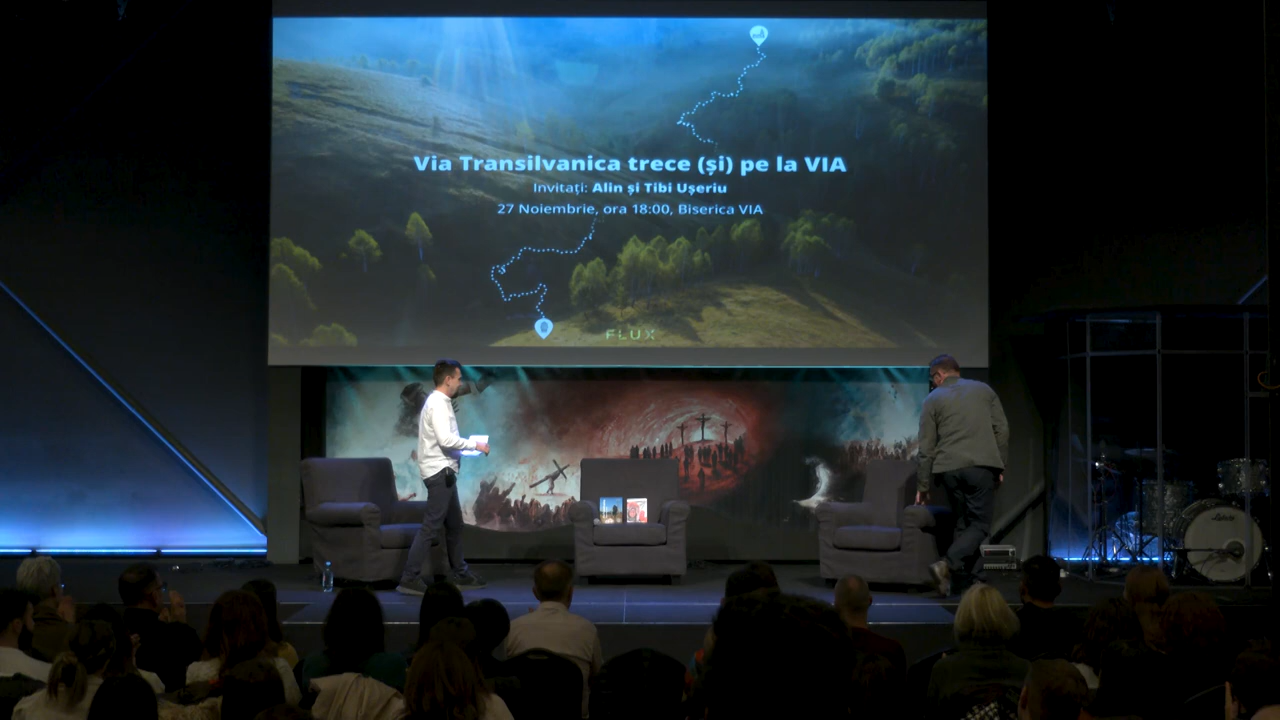 Via Transilvanica trece (și) pe la VIA
Invitați: Alin și Tibi Ușeriu
27 Noiembrie, ora 18:00, Biserica VIA
FLUX